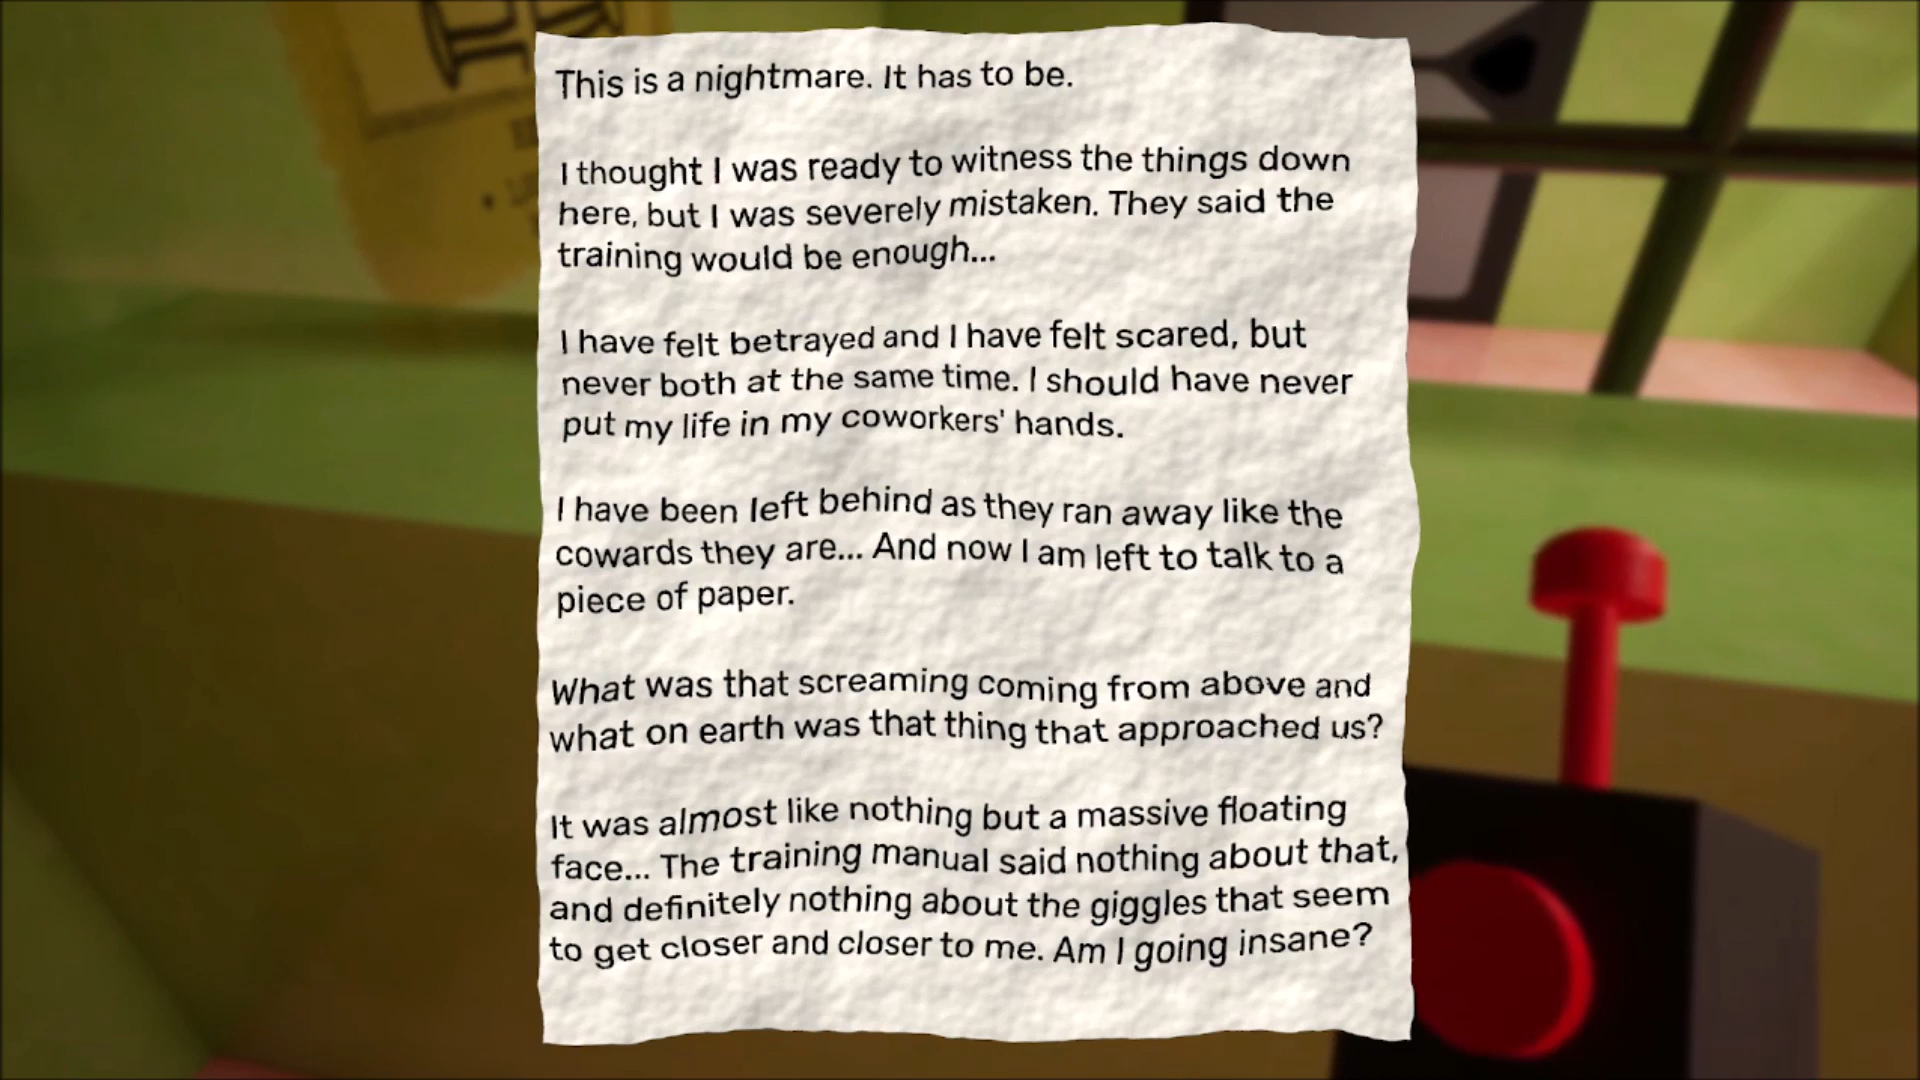 This is a nightmare. It has to be.
I thought I was ready to witness the things down
here, but I was severely mistaken. They said the
training would be enough...
I have felt betrayed and I have felt scared, but
never both at the same time. I should have never
put my life in my coworkers' hands.
I have been left behind as they ran away like the
cowards they are... And now I am left to talk to a
piece of paper.
What was that screaming coming from above and
what on earth was that thing that approached us?
It was almost like nothing but a massive floating
face... The training manual said nothing about that,
and definitely nothing about the giggles that seem
to get closer and closer to me. Am I going insane?